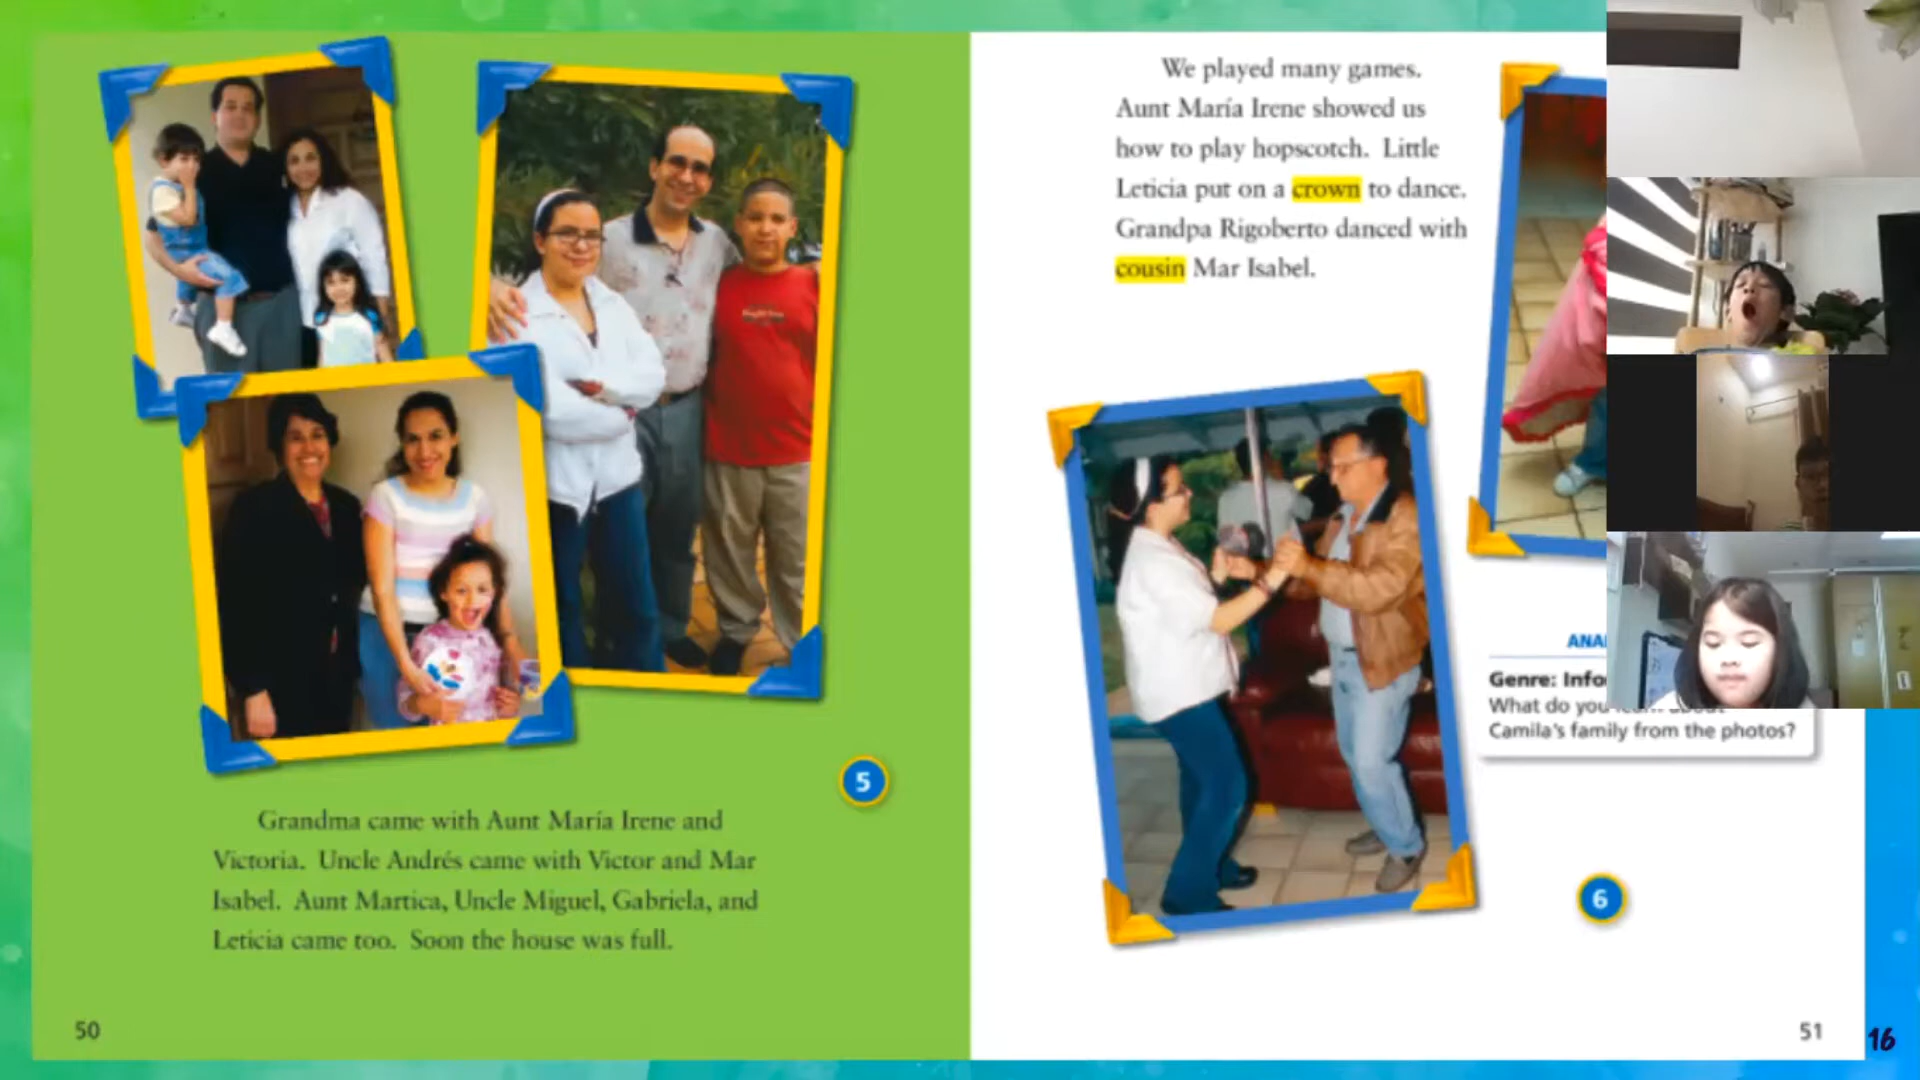 Grandma came with Aunt María Irene and
Victoria. Uncle Andrés came with Victor and Mar
Isabel. Aunt Martica, Uncle Miguel, Gabriela, and
Leticia came too. Soon the house was full.
5
50
We played many games.
Aunt María Irene showed us
how to play hopscotch. Little
Leticia put on a crown to dance.
Grandpa Rigoberto danced with
cousin Mar Isabel.
Genre:
What do you
Camila's family from the photos?
6
51
16